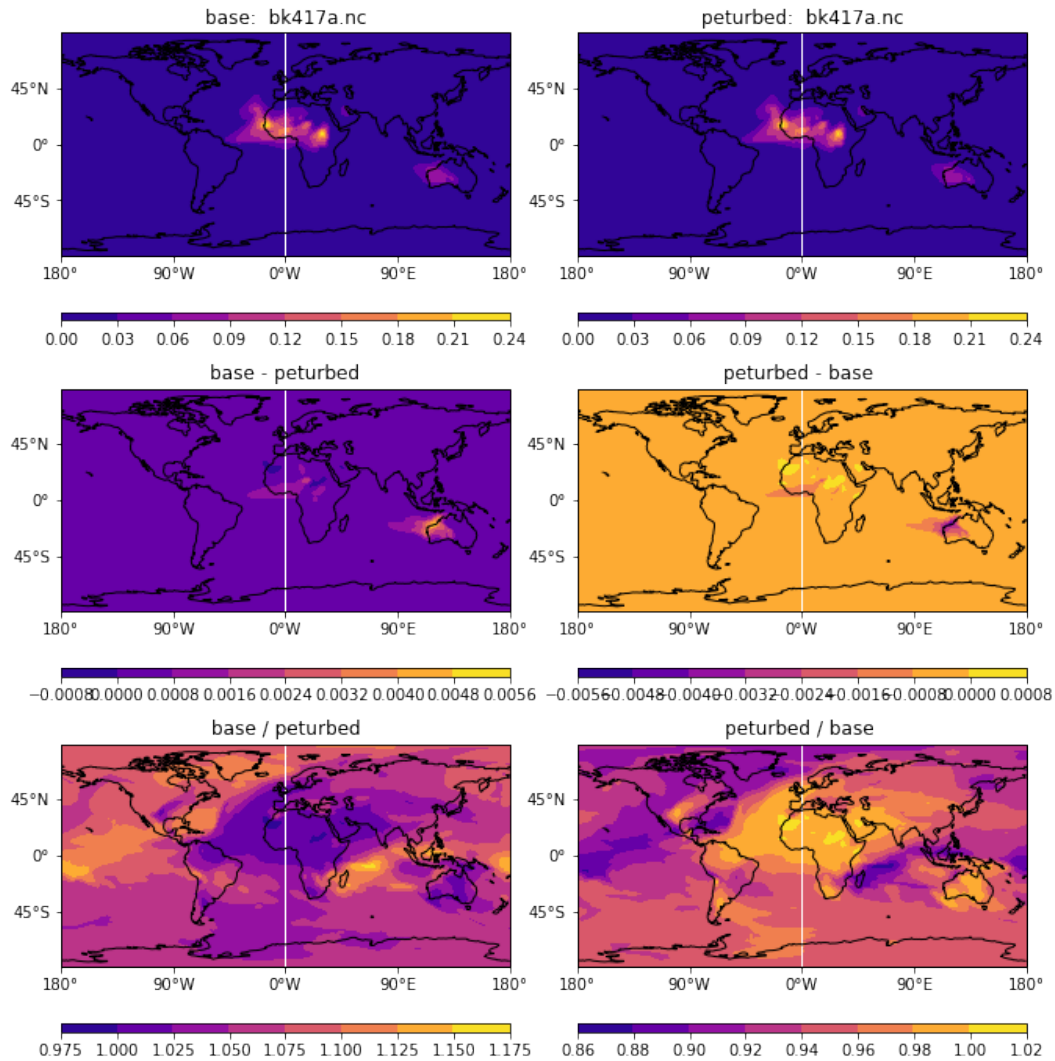 base:  bk417a.nc
peturbed:  bk417a.nc
45°N
0°
45°S
180° 90°W 0°W 90°E 180°
180° 90°W 0°W 90°E 180°
0.00 0.03 0.06 0.09 0.12 0.15 0.18 0.21 0.24
0.00 0.03 0.06 0.09 0.12 0.15 0.18 0.21 0.24
base - peturbed
peturbed - base
45°N
0°
45°S
180° 90°W 0°W 90°E 180°
180° 90°W 0°W 90°E 180°
−0.0008 0.0000 0.0008 0.0016 0.0024 0.0032 0.0040 0.0048 0.0056
−0.0056 −0.0048 −0.0040 −0.0032 −0.0024 −0.0016 −0.0008 0.0000 0.0008
base / peturbed
peturbed / base
45°N
0°
45°S
45°N
0°
45°S
180° 90°W 0°W 90°E 180°
180° 90°W 0°W 90°E 180°
0.975 1.000 1.025 1.050 1.075 1.100 1.125 1.150 1.175
0.86 0.88 0.90 0.92 0.94 0.96 0.98 1.00 1.02